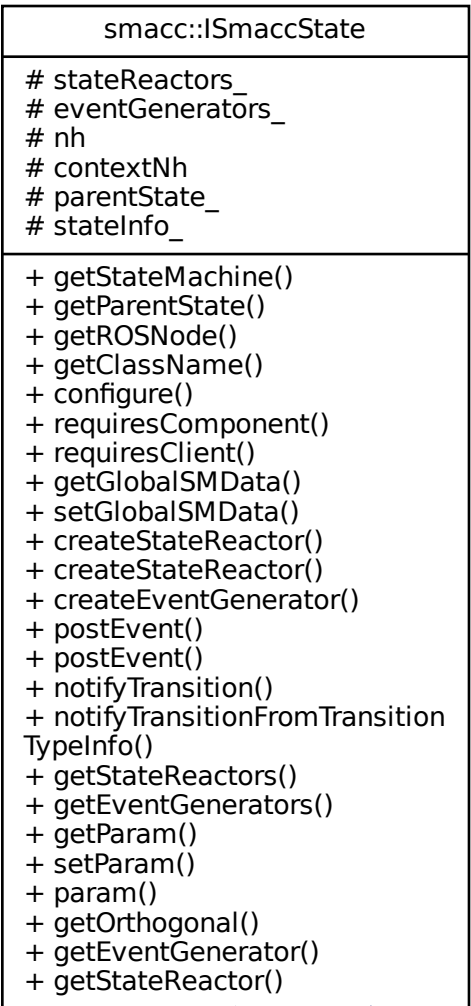 smacc::ISmaccState
# stateReactors_
# eventGenerators_
# nh
# contextNh
# parentState_
# stateInfo_
+ getStateMachine()
+ getParentState()
+ getROSNode()
+ getClassName()
+ configure()
+ requiresComponent()
+ requiresClient()
+ getGlobalSMData()
+ setGlobalSMData()
+ createStateReactor()
+ createStateReactor()
+ createEventGenerator()
+ postEvent()
+ postEvent()
+ notifyTransition()
+ notifyTransitionFromTransition
TypeInfo()
+ getStateReactors()
+ getEventGenerators()
+ getParam()
+ setParam()
+ param()
+ getOrthogonal()
+ getEventGenerator()
+ getStateReactor()